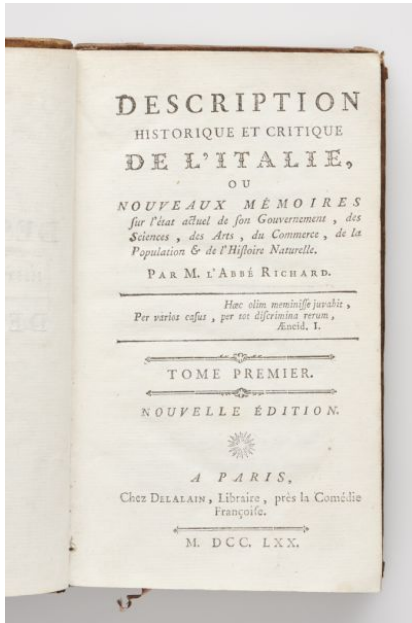 DESCRIPTION
HISTORIQUE ET CRITIQUE
DE L'ITALIE,
OU
NOUVEAUX MÉMOIRES
ſur l'état actuel de ſon Gouvernement , des
Sciences , des Arts , du Commerce , de la
Population & de l'Hiſtoire Naturelle.
PAR M. L'ABBÉ RICHARD.
Hæc olim meminiſſe juvabit ,
Per varios caſus , per tot diſcrimina rerum,
Æneid. I.
TOME PREMIER.
NOUVELLE ÉDITION.
A PARIS,
Chez DELALAIN, Libraire, près la Comédie
Françoiſe.
M. DCC. LXX.